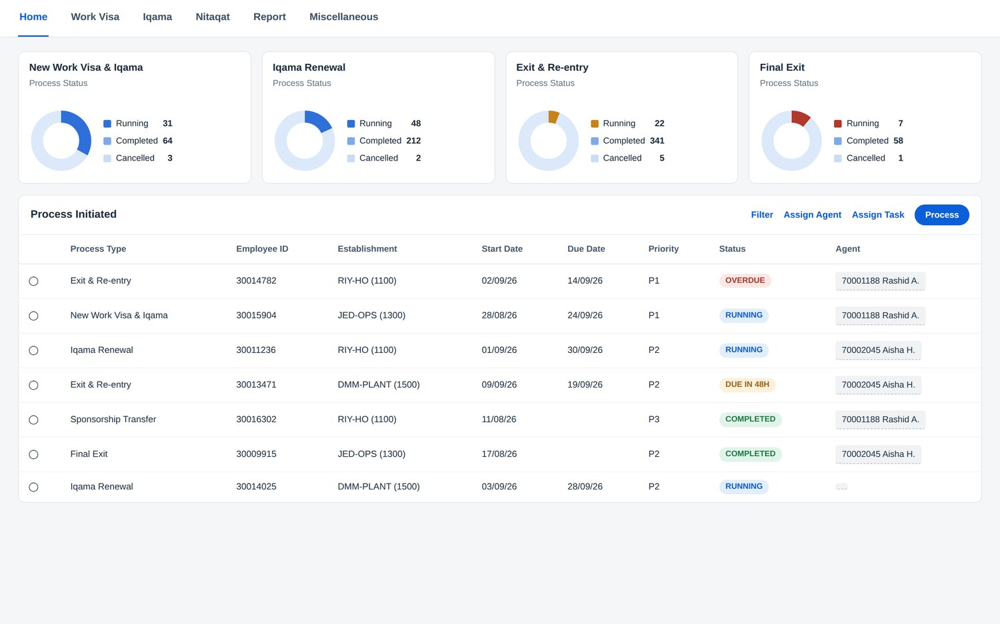 Home Work Visa Iqama Nitaqat Report Miscellaneous
New Work Visa & Iqama
Process Status
Running 31
Completed 64
Cancelled 3
Iqama Renewal
Process Status
Running 48
Completed 212
Cancelled 2
Exit & Re-entry
Process Status
Running 22
Completed 341
Cancelled 5
Final Exit
Process Status
Running 7
Completed 58
Cancelled 1
Process Initiated Filter Assign Agent Assign Task Process
Process Type Employee ID Establishment Start Date Due Date Priority Status Agent
Exit & Re-entry 30014782 RIY-HO (1100) 02/09/26 14/09/26 P1 OVERDUE 70001188 Rashid A.
New Work Visa & Iqama 30015904 JED-OPS (1300) 28/08/26 24/09/26 P1 RUNNING 70001188 Rashid A.
Iqama Renewal 30011236 RIY-HO (1100) 01/09/26 30/09/26 P2 RUNNING 70002045 Aisha H.
Exit & Re-entry 30013471 DMM-PLANT (1500) 09/09/26 19/09/26 P2 DUE IN 48H 70002045 Aisha H.
Sponsorship Transfer 30016302 RIY-HO (1100) 11/08/26 P3 COMPLETED 70001188 Rashid A.
Final Exit 30009915 JED-OPS (1300) 17/08/26 P2 COMPLETED 70002045 Aisha H.
Iqama Renewal 30014025 DMM-PLANT (1500) 03/09/26 28/09/26 P2 RUNNING